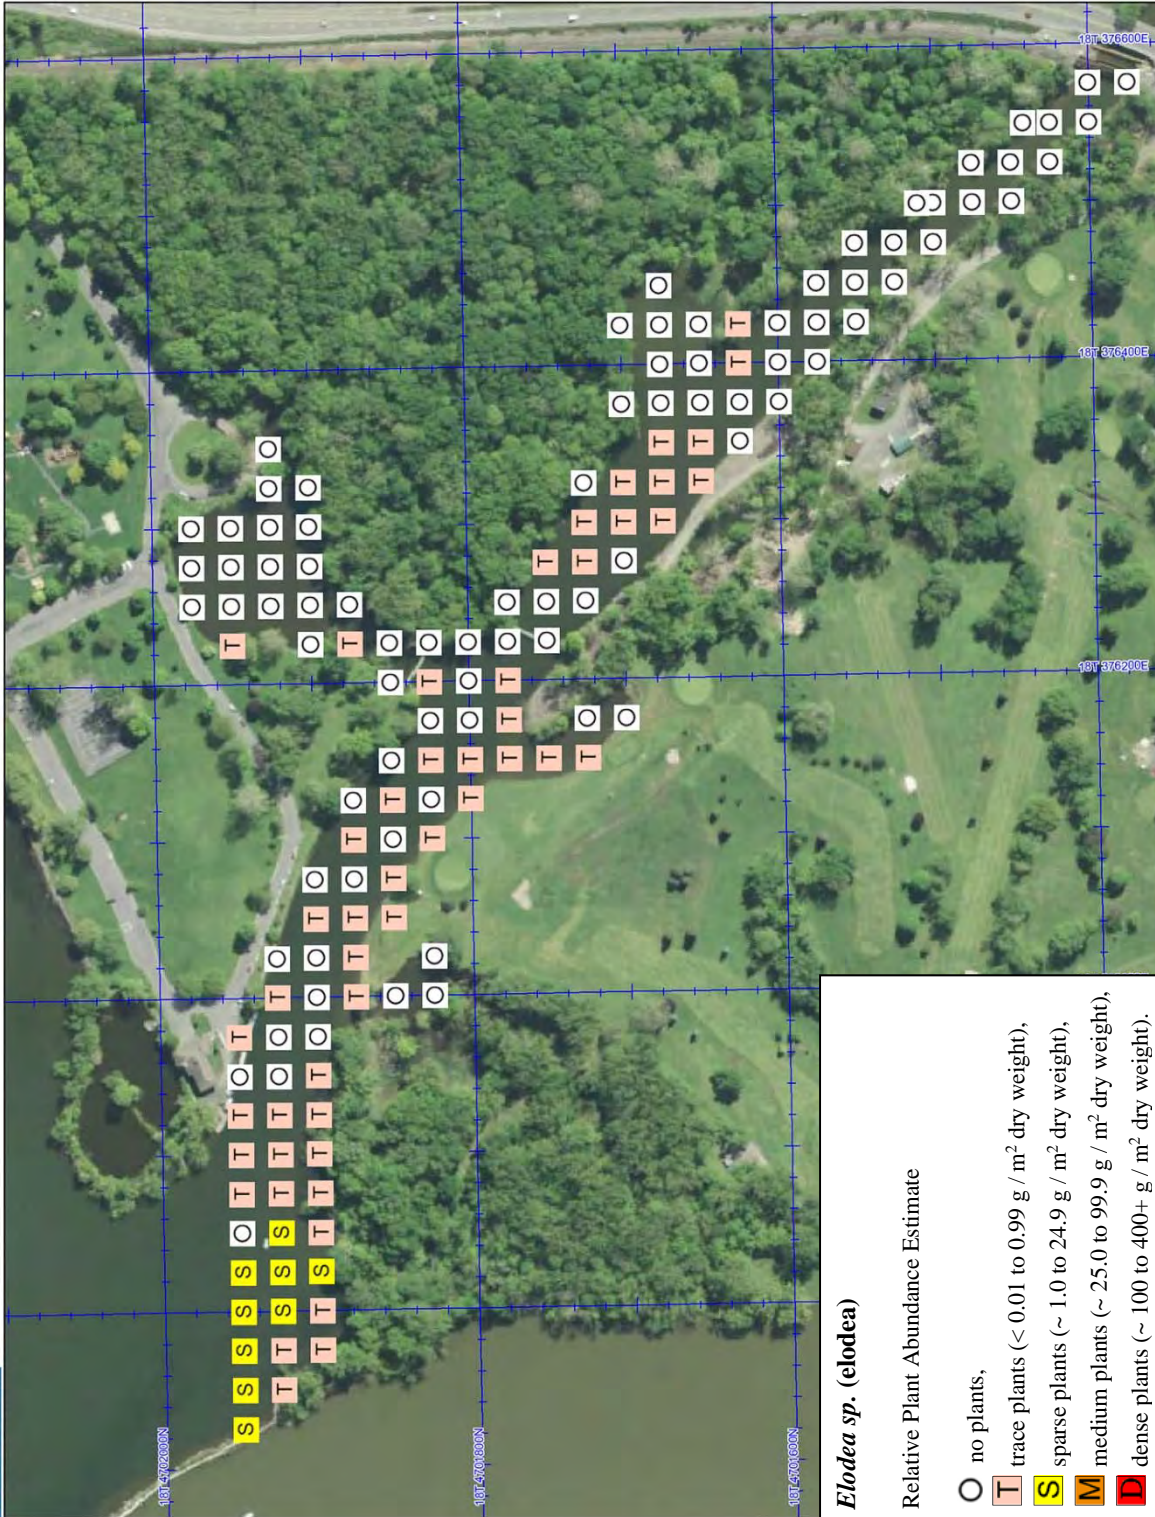 18T 376600E
T
18T 376400E
T
T T
T T T
T T T
T T
T T
18T 376200E
T T
T
T T T T T
T T
T T
T
T T T
T
T T
T
T
T T T
T T T
T T T
S T
S S S
S S T
S T T
S T
S
18T 4702000N
18T 4701800N
18T 4701600N
Elodea sp. (elodea)
Relative Plant Abundance Estimate
no plants,
T trace plants (< 0.01 to 0.99 g / m² dry weight),
S sparse plants (~ 1.0 to 24.9 g / m² dry weight),
M medium plants (~ 25.0 to 99.9 g / m² dry weight),
D dense plants (~ 100 to 400+ g / m² dry weight).